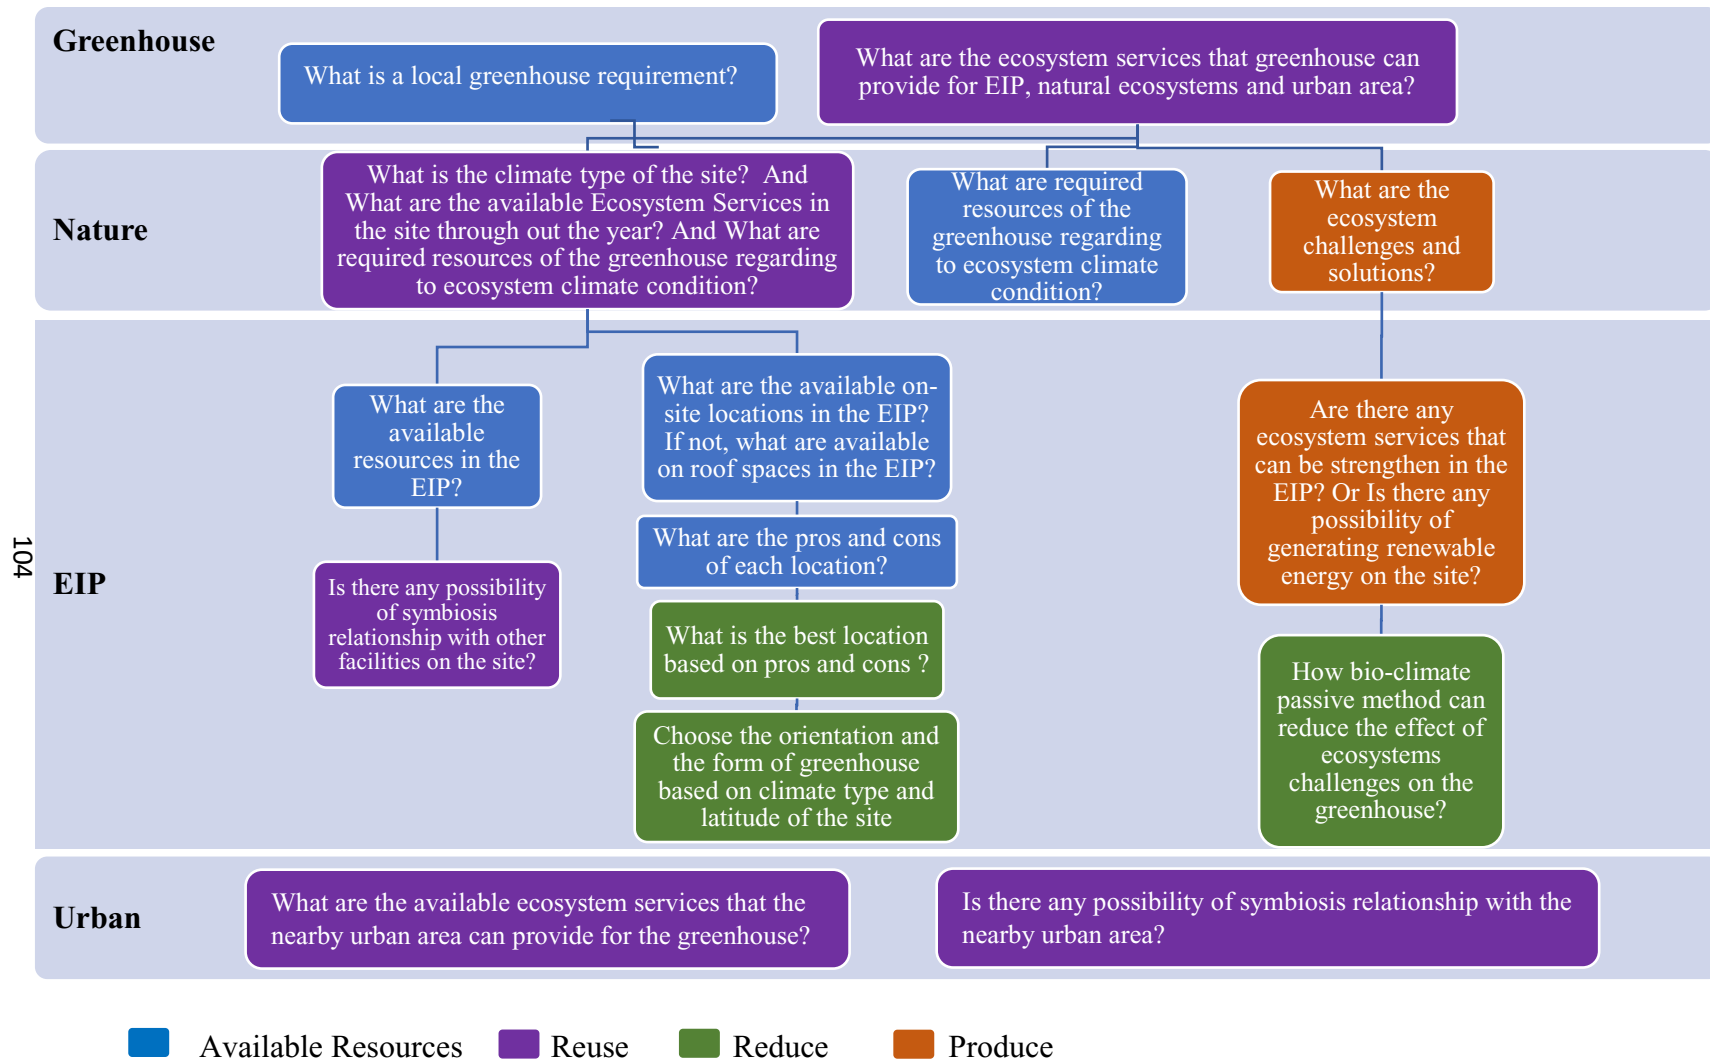 Greenhouse
What is a local greenhouse requirement?
What are the ecosystem services that greenhouse can
provide for EIP, natural ecosystems and urban area?
Nature
What is the climate type of the site?  And
What are the available Ecosystem Services in
the site through out the year? And What are
required resources of the greenhouse regarding
to ecosystem climate condition?
What are required
resources of the
greenhouse regarding
to ecosystem climate
condition?
What are the
ecosystem
challenges and
solutions?
104
EIP
What are the
available
resources in the
EIP?
Is there any possibility
of symbiosis
relationship with other
facilities on the site?
What are the available on-
site locations in the EIP?
If not, what are available
on roof spaces in the EIP?
What are the pros and cons
of each location?
What is the best location
based on pros and cons ?
Choose the orientation and
the form of greenhouse
based on climate type and
latitude of the site
Are there any
ecosystem services that
can be strengthen in the
EIP? Or Is there any
possibility of
generating renewable
energy on the site?
How bio-climate
passive method can
reduce the effect of
ecosystems
challenges on the
greenhouse?
Urban
What are the available ecosystem services that the
nearby urban area can provide for the greenhouse?
Is there any possibility of symbiosis relationship with the
nearby urban area?
Available Resources
Reuse
Reduce
Produce